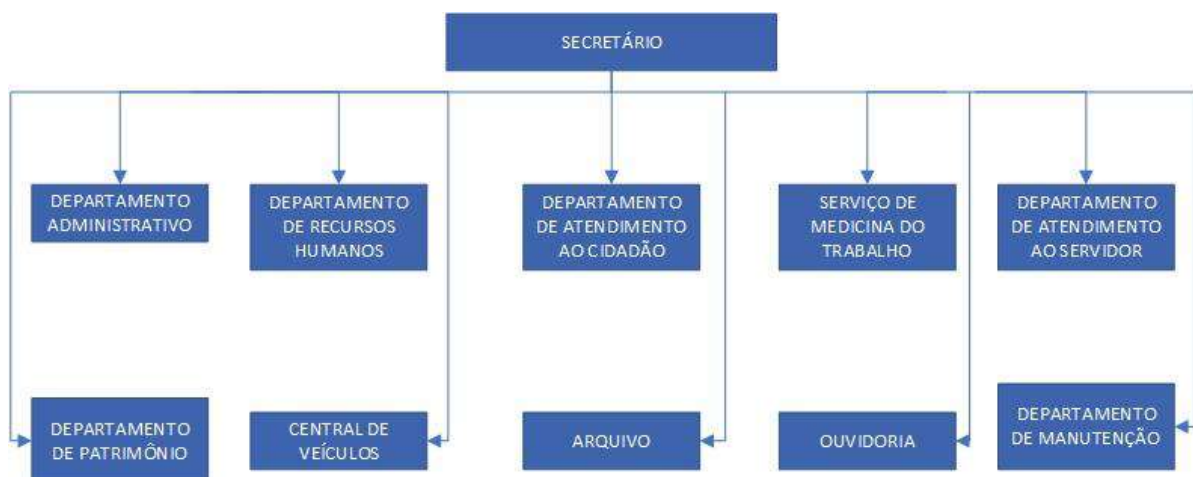 SECRETÁRIO
DEPARTAMENTO
ADMINISTRATIVO
DEPARTAMENTO
DE RECURSOS
HUMANOS
DEPARTAMENTO
DE ATENDIMENTO
AO CIDADÃO
SERVIÇO DE
MEDICINA DO
TRABALHO
DEPARTAMENTO
DE ATENDIMENTO
AO SERVIDOR
DEPARTAMENTO
DE PATRIMÔNIO
CENTRAL DE
VEÍCULOS
ARQUIVO
OUVIDORIA
DEPARTAMENTO
DE MANUTENÇÃO